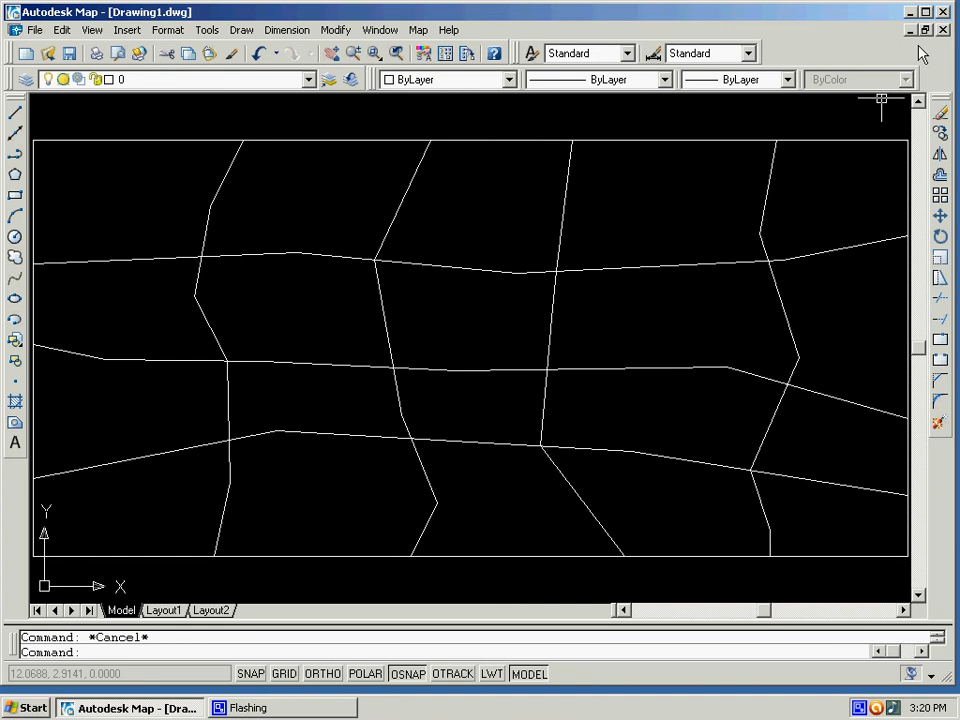 Autodesk Map - [Drawing1.dwg]
File Edit View Insert Format Tools Draw Dimension Modify Window Map Help
Standard Standard
0 ByLayer ByLayer ByLayer ByColor
A
Y
X
Model Layout1 Layout2
Command: *Cancel*
Command:
12.0688, 2.9141, 0.0000 SNAP GRID ORTHO POLAR OSNAP OTRACK LWT MODEL
Start Autodesk Map - [Dra... Flashing 3:20 PM